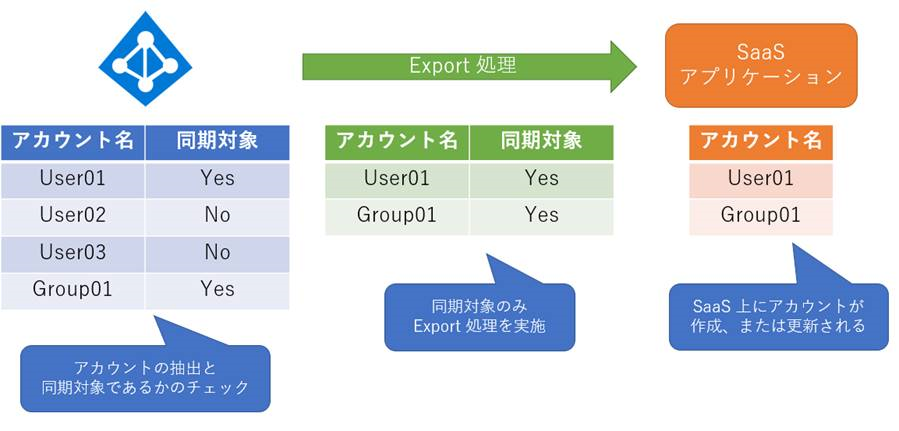 Export 処理
SaaS
アプリケーション
アカウント名 同期対象
User01 Yes
User02 No
User03 No
Group01 Yes
アカウント名 同期対象
User01 Yes
Group01 Yes
アカウント名
User01
Group01
アカウントの抽出と
同期対象であるかのチェック
同期対象のみ
Export 処理を実施
SaaS 上にアカウントが
作成、または更新される